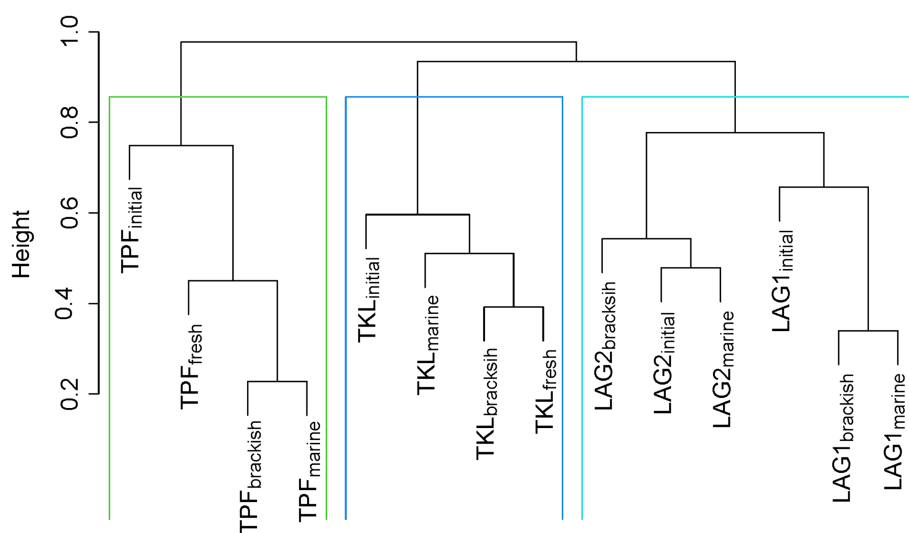 Height
1.0
0.8
0.6
0.4
0.2
TPFinitial
TPFfresh
TPFbrackish
TPFmarine
TKLinitial
TKLmarine
TKLbracksih
TKLfresh
LAG2bracksih
LAG2initial
LAG2marine
LAG1initial
LAG1brackish
LAG1marine